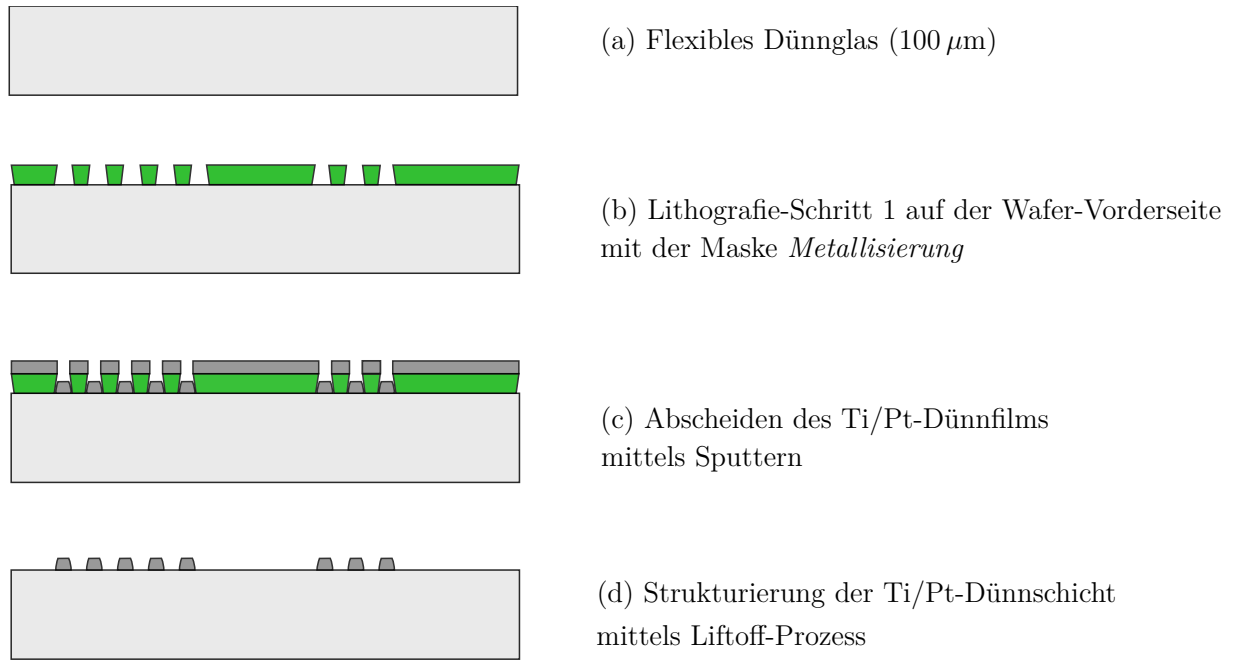 (a) Flexibles Dünnglas (100 μm)
(b) Lithografie-Schritt 1 auf der Wafer-Vorderseite
mit der Maske Metallisierung
(c) Abscheiden des Ti/Pt-Dünnfilms
mittels Sputtern
(d) Strukturierung der Ti/Pt-Dünnschicht
mittels Liftoff-Prozess